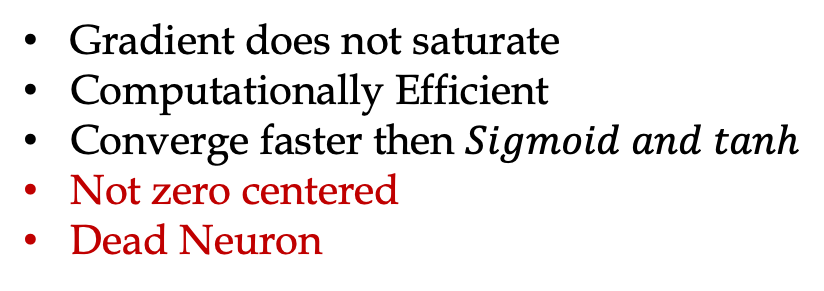 • Gradient does not saturate
• Computationally Efficient
• Converge faster then Sigmoid and tanh
• Not zero centered
• Dead Neuron